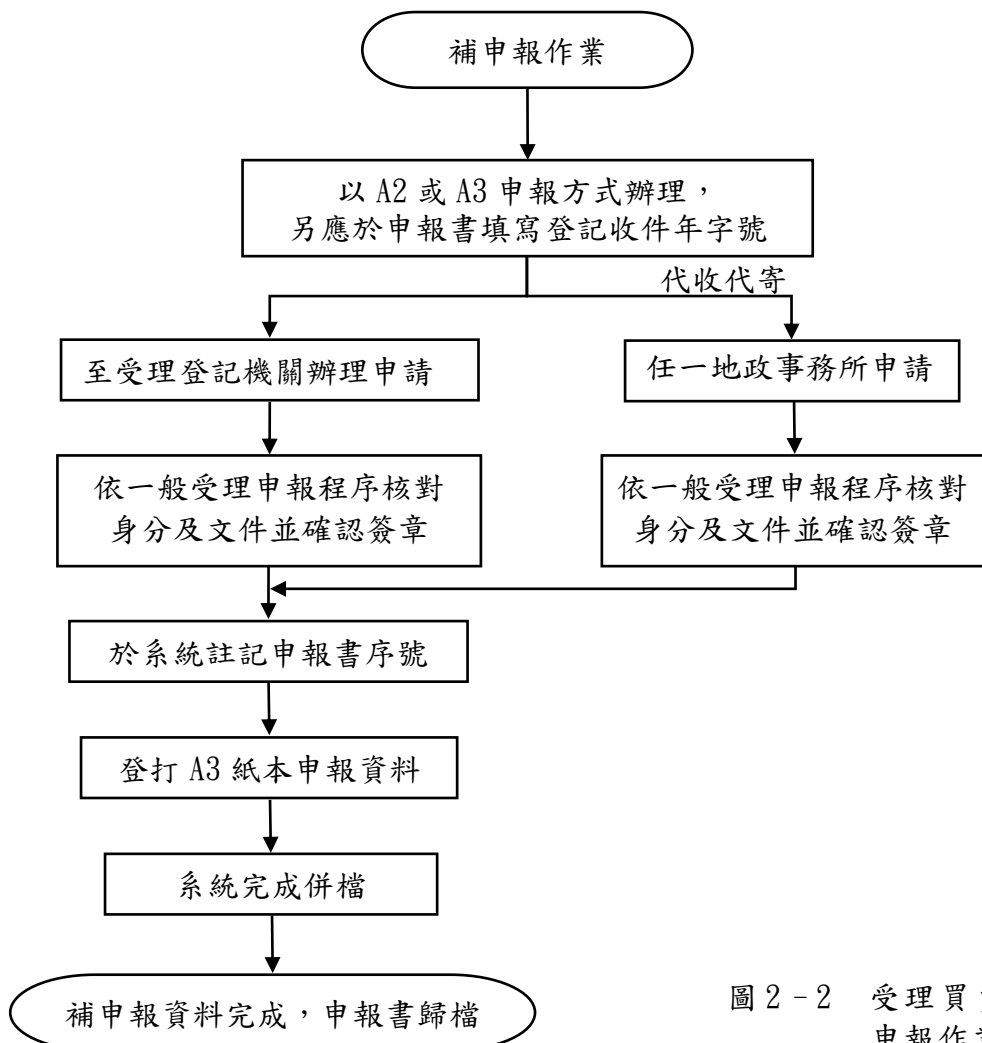 補申報作業
以 A2 或 A3 申報方式辦理，
另應於申報書填寫登記收件年字號
代收代寄
至受理登記機關辦理申請
任一地政事務所申請
依一般受理申報程序核對
身分及文件並確認簽章
依一般受理申報程序核對
身分及文件並確認簽章
於系統註記申報書序號
登打 A3 紙本申報資料
系統完成併檔
補申報資料完成，申報書歸檔
圖２－２　受理買
申報作